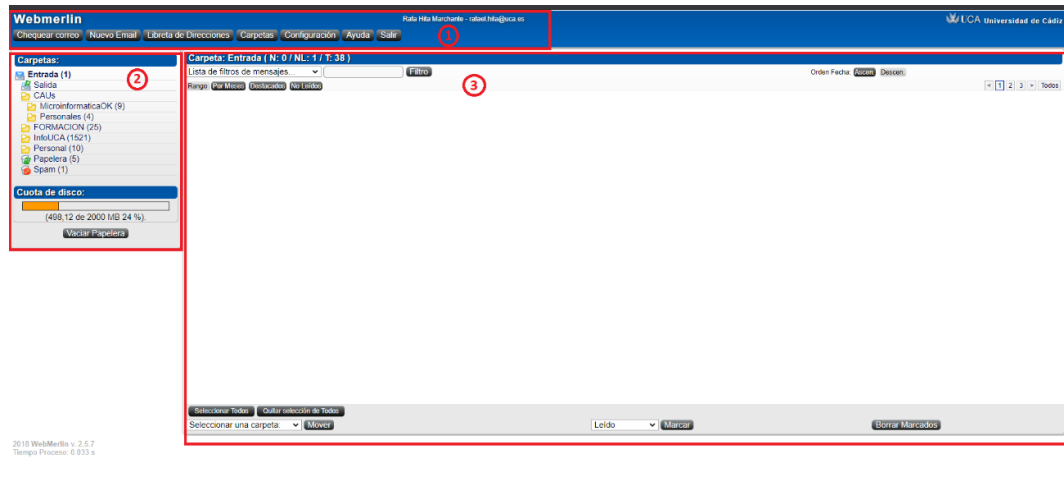 Webmerlin
Rafa Hita Marchante - rafael.hita@uca.es
UCA Universidad de Cádiz
Chequear correo Nuevo Email Libreta de Direcciones Carpetas Configuración Ayuda Salir
1
Carpetas:
Entrada (1)
2
Salida
CAUs
MicroinformaticaOK (9)
Personales (4)
FORMACION (25)
InfoUCA (1521)
Personal (10)
Papelera (5)
Spam (1)
Cuota de disco:
(498,12 de 2000 MB 24 %).
Vaciar Papelera
Carpeta: Entrada ( N: 0 / NL: 1 / T: 38 )
Lista de filtros de mensajes... Filtro
Orden Fecha: Ascen. Descen.
Rango: Por Meses Destacados No Leídos
3
< 1 2 3 > Todos
Seleccionar Todos Quitar selección de Todos
Seleccionar una carpeta: Mover Leído Marcar Borrar Marcados
2018 WebMerlin v. 2.5.7
Tiempo Proceso: 0.033 s